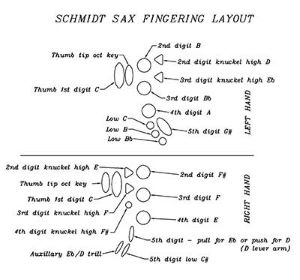 SCHMIDT SAX FINGERING LAYOUT
2nd digit B
Thumb tip oct key
2nd digit knuckel high D
3rd digit knuckel high Eb
Thumb 1st digit C
3rd digit Bb
4th digit A
Low C
Low B
Low Bb
5th digit G#
LEFT HAND
2nd digit knuckel high E
2nd digit F#
Thumb tip oct key
3rd digit F
Thumb 1st digit C
3rd digit knuckel high F
4th digit E
4th digit knuckel high F#
5th digit - pull for Eb or push for D
(D lever arm)
Auxillary Eb/D trill
5th digit low C#
RIGHT HAND